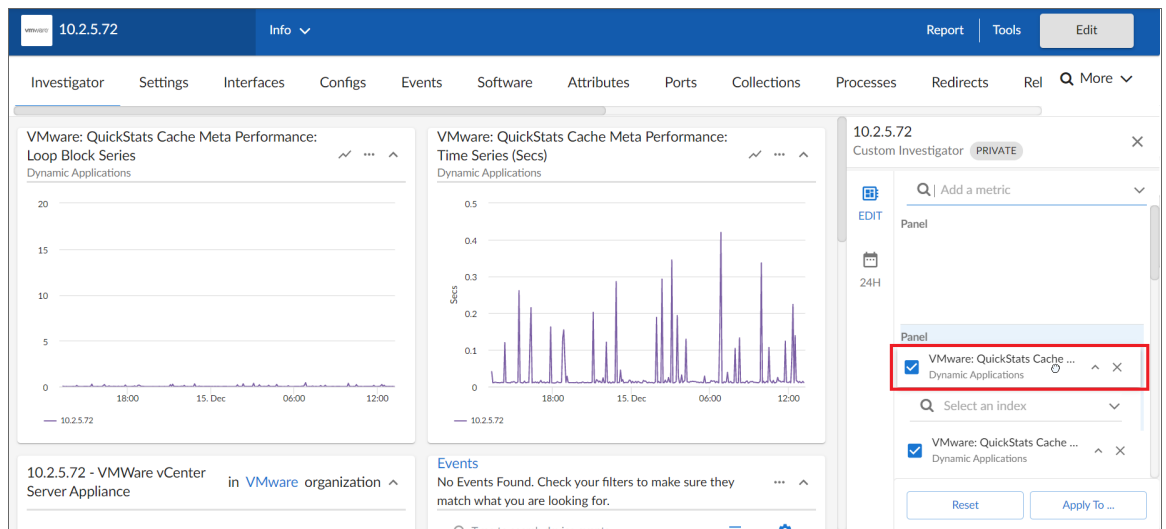 vmware 10.2.5.72
Info
Report
Tools
Edit
Investigator
Settings
Interfaces
Configs
Events
Software
Attributes
Ports
Collections
Processes
Redirects
Rel
More
VMware: QuickStats Cache Meta Performance:
Loop Block Series
Dynamic Applications
20
15
10
5
0
18:00
15. Dec
06:00
12:00
10.2.5.72
VMware: QuickStats Cache Meta Performance:
Time Series (Secs)
Dynamic Applications
Secs
0.5
0.4
0.3
0.2
0.1
0
18:00
15. Dec
06:00
12:00
10.2.5.72
10.2.5.72 - VMWare vCenter
Server Appliance
in VMware organization
Events
No Events Found. Check your filters to make sure they
match what you are looking for.
10.2.5.72
Custom Investigator PRIVATE
EDIT
24H
Add a metric
Panel
Panel
VMware: QuickStats Cache ...
Dynamic Applications
Select an index
VMware: QuickStats Cache ...
Dynamic Applications
Reset
Apply To ...